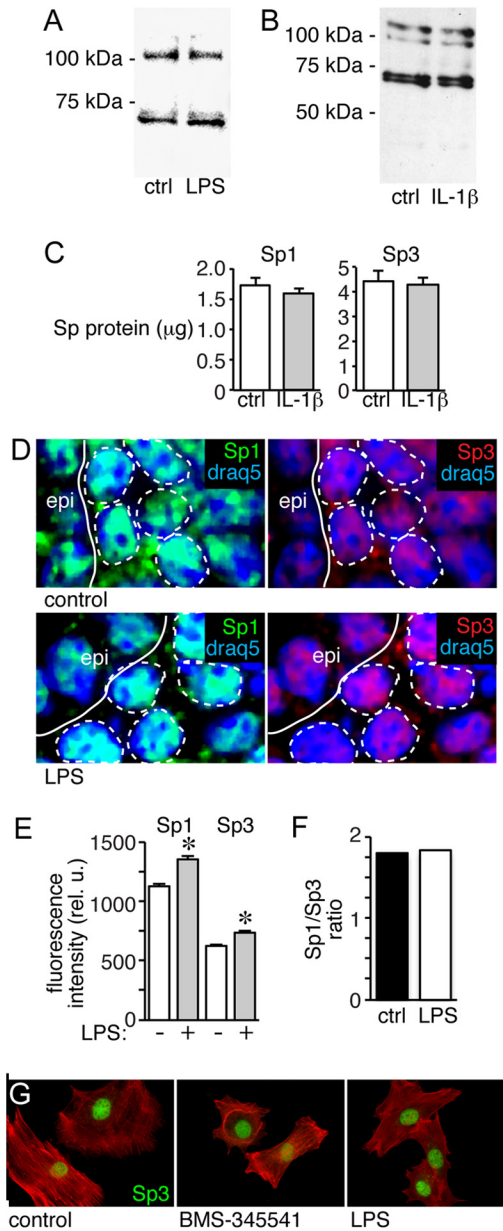 A
100 kDa -
75 kDa -
ctrl LPS
B
100 kDa -
75 kDa -
50 kDa -
ctrl IL-1β
C
Sp1 Sp3
Sp protein (μg)
2.0
1.5
1.0
0.5
0
ctrl IL-1β
5
4
3
2
1
0
ctrl IL-1β
D
Sp1
draq5
epi
control
Sp3
draq5
epi
Sp1
draq5
epi
LPS
Sp3
draq5
epi
E
Sp1 Sp3
fluorescence
intensity (rel. u.)
1500
1000
500
0
* *
LPS: - + - +
F
Sp1/Sp3
ratio
2
1
0
ctrl LPS
G
Sp3
control BMS-345541 LPS